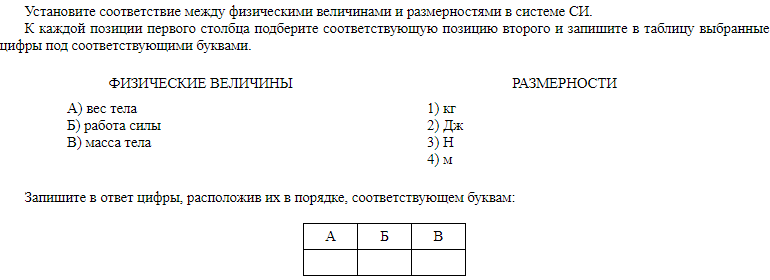 Установите соответствие между физическими величинами и размерностями в системе СИ.
К каждой позиции первого столбца подберите соответствующую позицию второго и запишите в таблицу выбранные
цифры под соответствующими буквами.
ФИЗИЧЕСКИЕ ВЕЛИЧИНЫ
А) вес тела
Б) работа силы
В) масса тела
РАЗМЕРНОСТИ
1) кг
2) Дж
3) Н
4) м
Запишите в ответ цифры, расположив их в порядке, соответствующем буквам:
А Б В